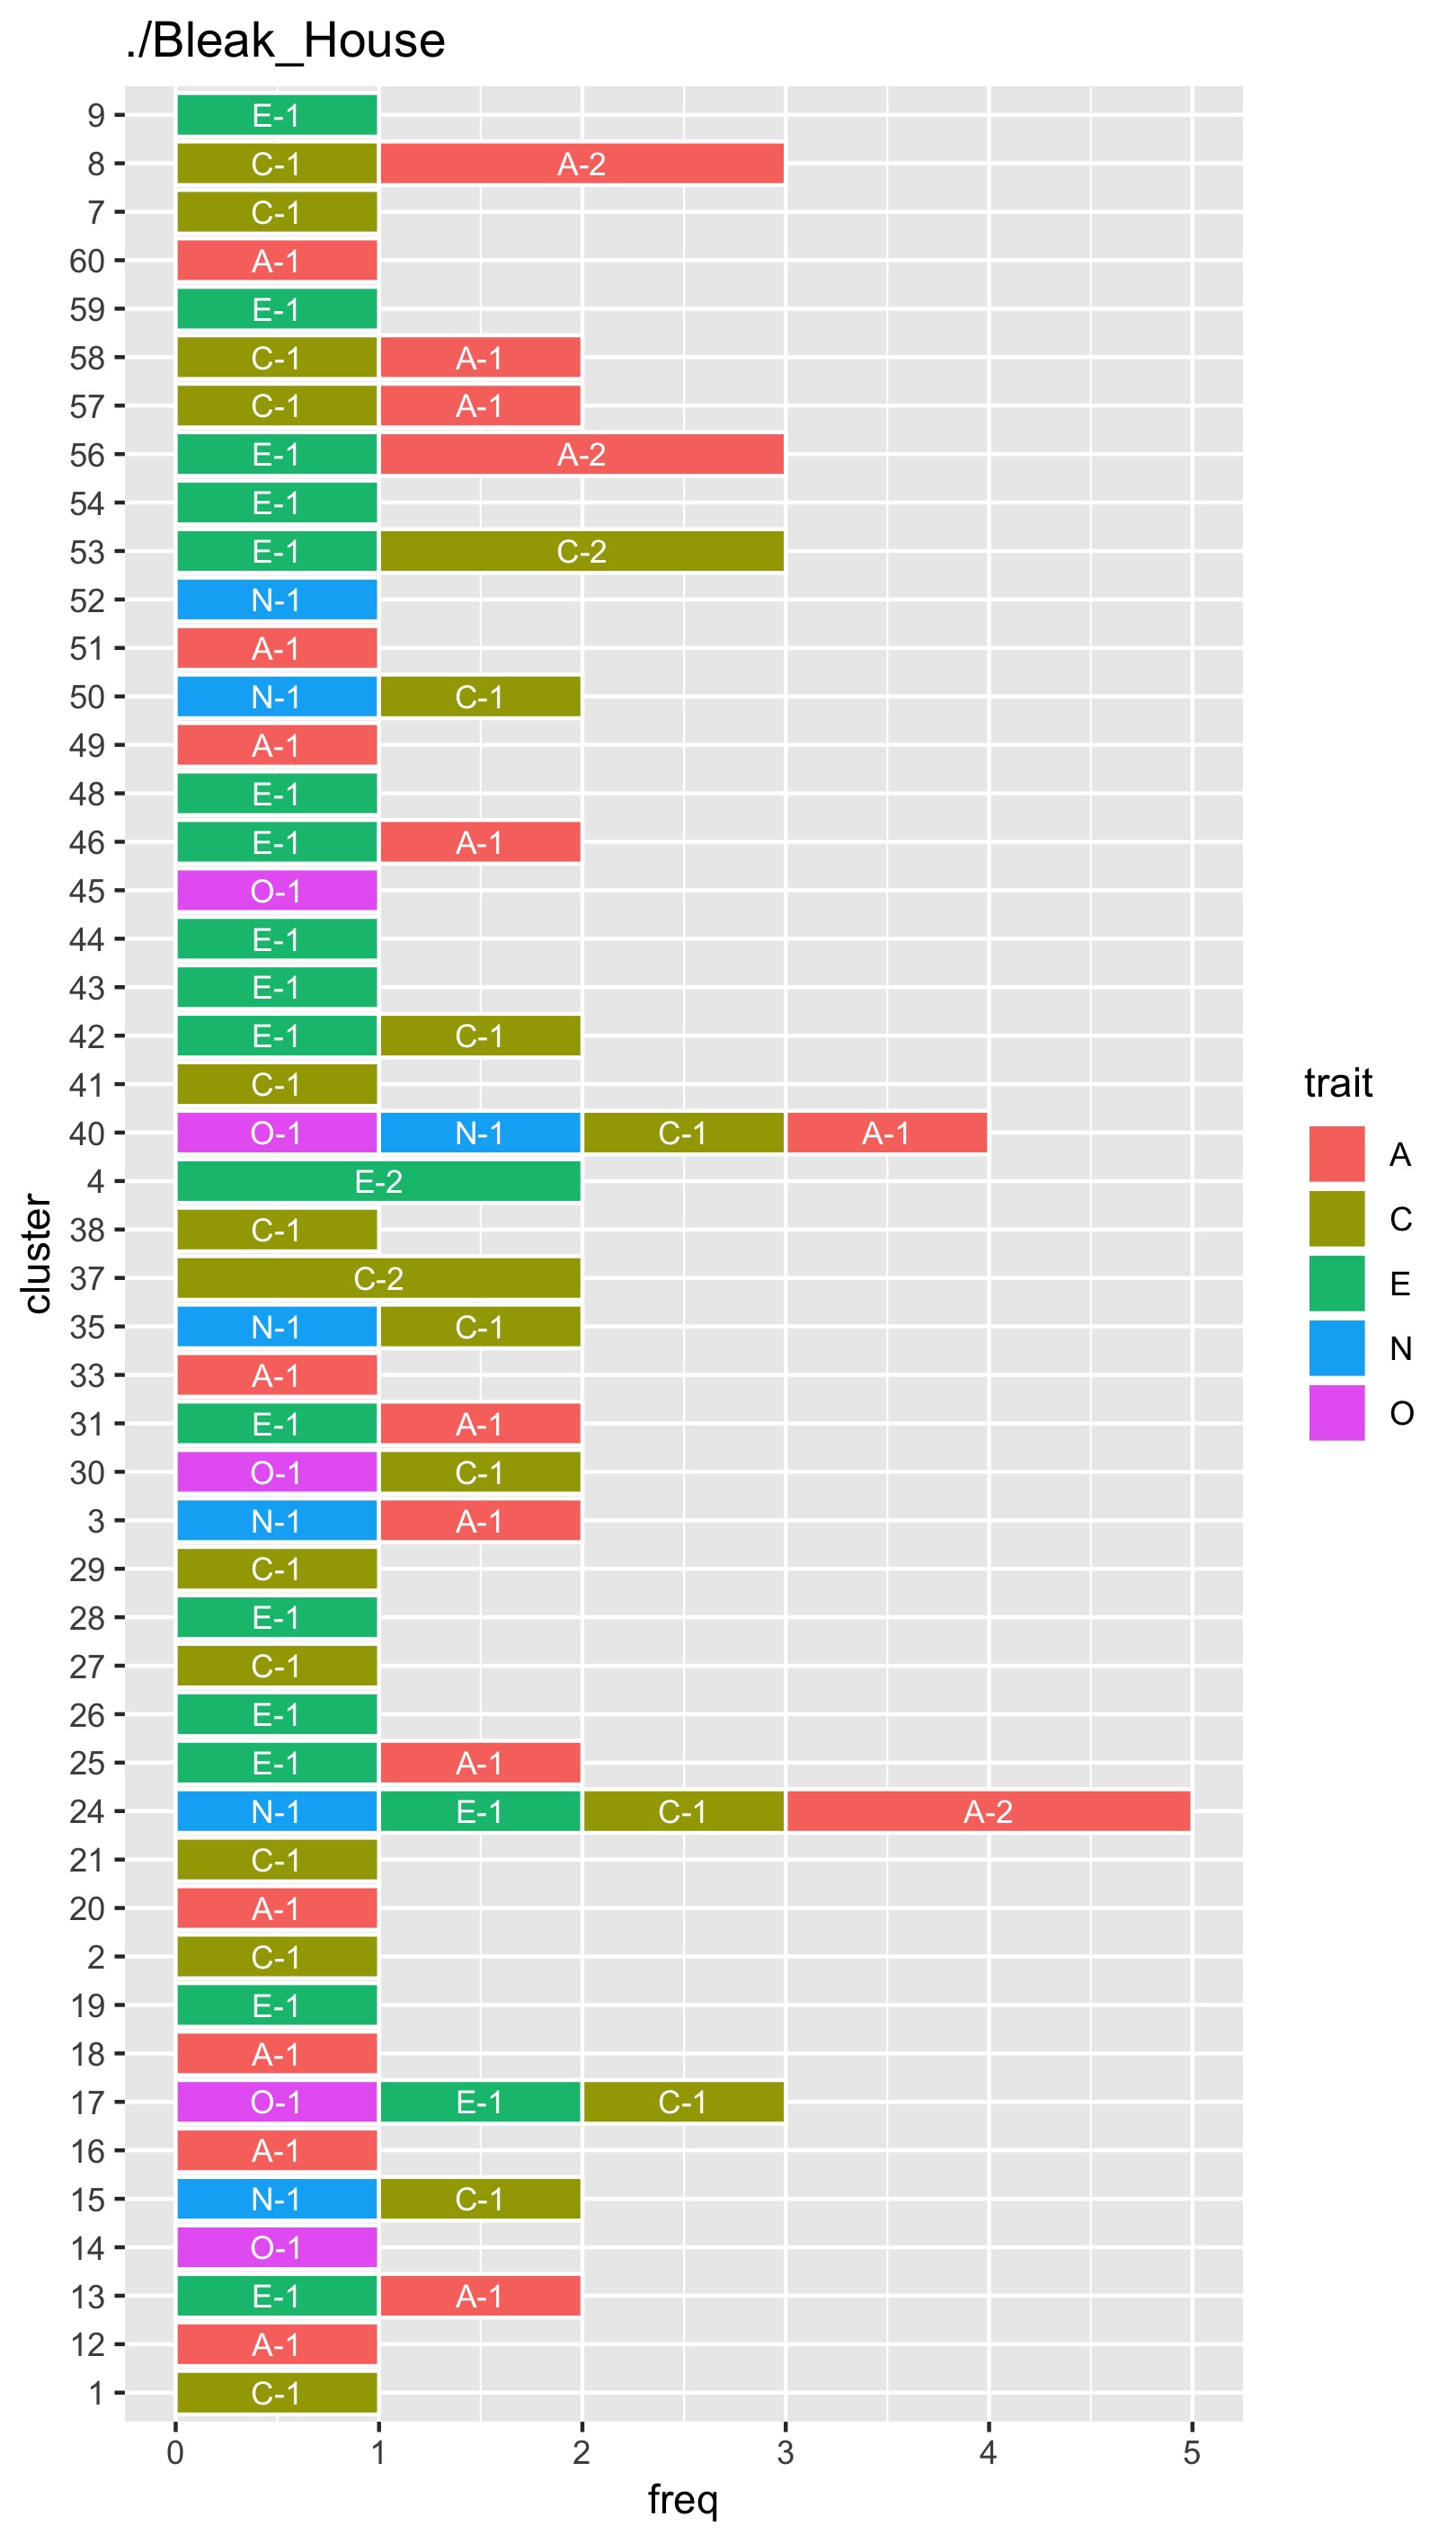 ./Bleak_House
9 E-1
8 C-1 A-2
7 C-1
60 A-1
59 E-1
58 C-1 A-1
57 C-1 A-1
56 E-1 A-2
54 E-1
53 E-1 C-2
52 N-1
51 A-1
50 N-1 C-1
49 A-1
48 E-1
46 E-1 A-1
45 O-1
44 E-1
43 E-1
42 E-1 C-1
41 C-1
40 O-1 N-1 C-1 A-1
4 E-2
38 C-1
37 C-2
35 N-1 C-1
33 A-1
31 E-1 A-1
30 O-1 C-1
3 N-1 A-1
29 C-1
28 E-1
27 C-1
26 E-1
25 E-1 A-1
24 N-1 E-1 C-1 A-2
21 C-1
20 A-1
2 C-1
19 E-1
18 A-1
17 O-1 E-1 C-1
16 A-1
15 N-1 C-1
14 O-1
13 E-1 A-1
12 A-1
1 C-1
0 1 2 3 4 5
freq
cluster
trait
A
C
E
N
O